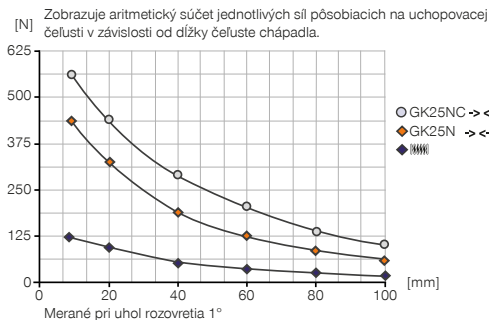 Zobrazuje aritmetický súčet jednotlivých síl pôsobiacich na uchopovacej
[N] čeľusti v závislosti od dĺžky čeľuste chápadla.
625
500
375
250
125
0
0 20 40 60 80 100 [mm]
GK25NC -> <
GK25N -> <-
Merané pri uhol rozovretia 1°